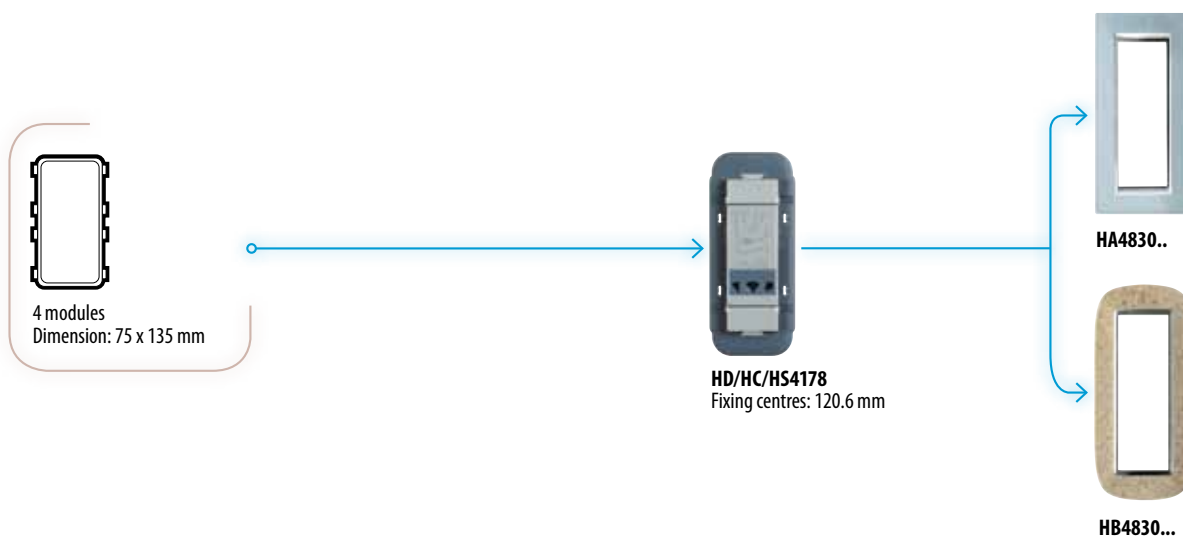 4 modules
Dimension: 75 x 135 mm
HD/HC/HS4178
Fixing centres: 120.6 mm
HA4830..
HB4830...